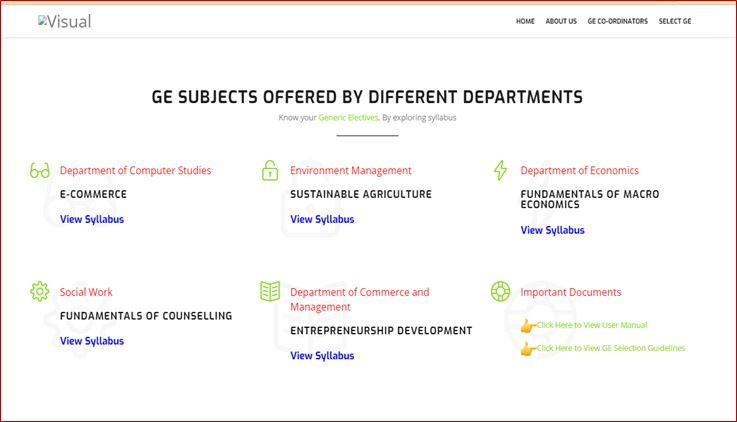 Visual
HOME ABOUT US GE CO-ORDINATORS SELECT GE
GE SUBJECTS OFFERED BY DIFFERENT DEPARTMENTS
Know your Generic Electives, By exploring syllabus
Department of Computer Studies
E-COMMERCE
View Syllabus
Environment Management
SUSTAINABLE AGRICULTURE
View Syllabus
Department of Economics
FUNDAMENTALS OF MACRO
ECONOMICS
View Syllabus
Social Work
FUNDAMENTALS OF COUNSELLING
View Syllabus
Department of Commerce and
Management
ENTREPRENEURSHIP DEVELOPMENT
View Syllabus
Important Documents
Click Here to View User Manual
Click Here to View GE Selection Guidelines